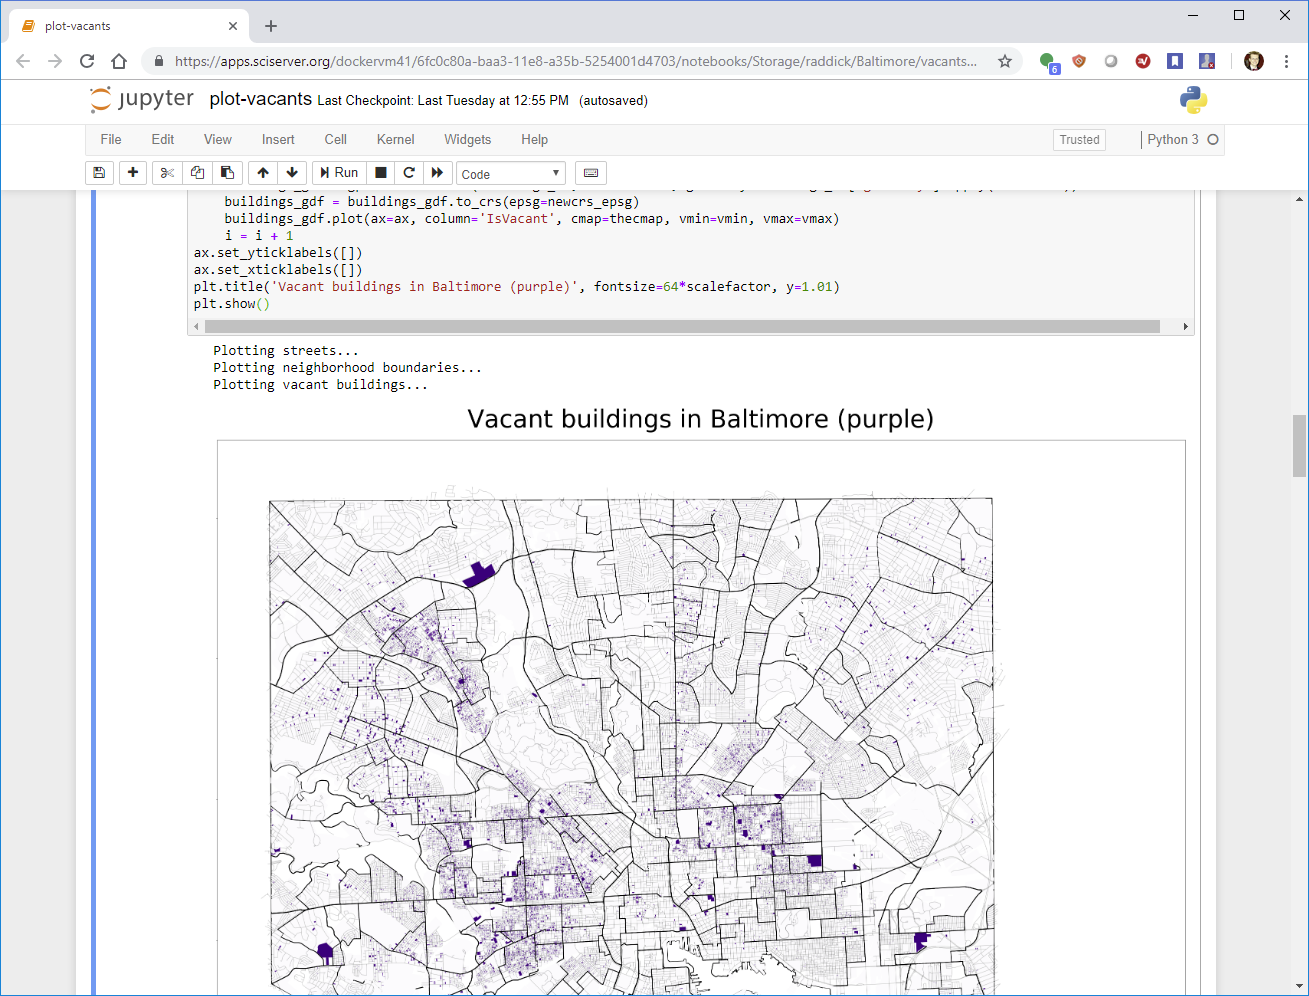 plot-vacants
https://apps.sciserver.org/dockervm41/6fc0c80a-baa3-11e8-a35b-5254001d4703/notebooks/Storage/raddick/Baltimore/vacants...
6
jupyter plot-vacants Last Checkpoint: Last Tuesday at 12:55 PM (autosaved)
File Edit View Insert Cell Kernel Widgets Help Trusted Python 3
Run Code
buildings_gdf = buildings_gdf.to_crs(epsg=newcrs_epsg)
buildings_gdf.plot(ax=ax, column='IsVacant', cmap=thecmap, vmin=vmin, vmax=vmax)
i = i + 1
ax.set_yticklabels([])
ax.set_xticklabels([])
plt.title('Vacant buildings in Baltimore (purple)', fontsize=64*scalefactor, y=1.01)
plt.show()
Plotting streets...
Plotting neighborhood boundaries...
Plotting vacant buildings...
Vacant buildings in Baltimore (purple)